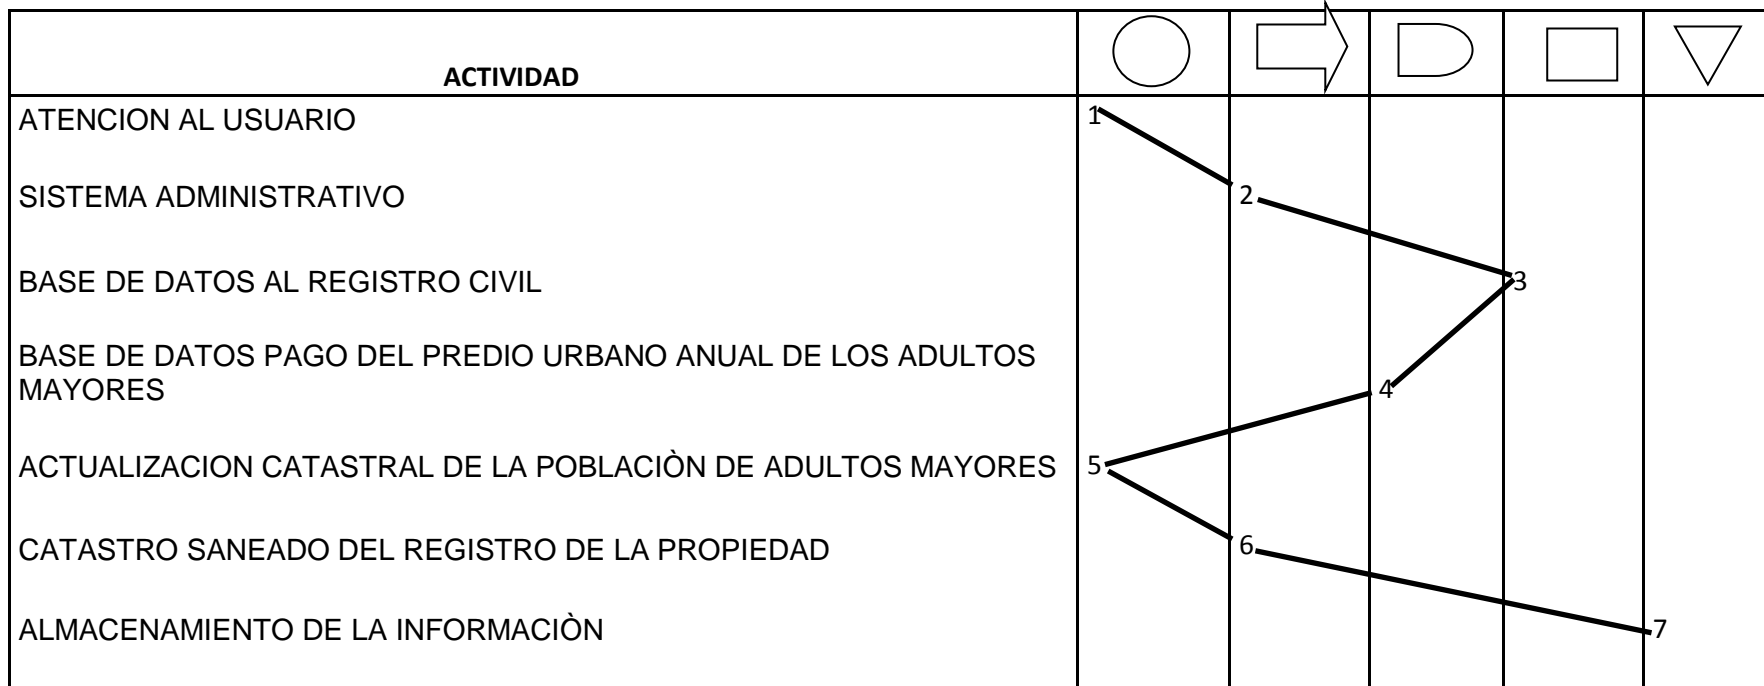 ACTIVIDAD
ATENCION AL USUARIO 1
SISTEMA ADMINISTRATIVO 2
BASE DE DATOS AL REGISTRO CIVIL 3
BASE DE DATOS PAGO DEL PREDIO URBANO ANUAL DE LOS ADULTOS
MAYORES 4
ACTUALIZACION CATASTRAL DE LA POBLACIÒN DE ADULTOS MAYORES 5
CATASTRO SANEADO DEL REGISTRO DE LA PROPIEDAD 6
ALMACENAMIENTO DE LA INFORMACIÒN 7